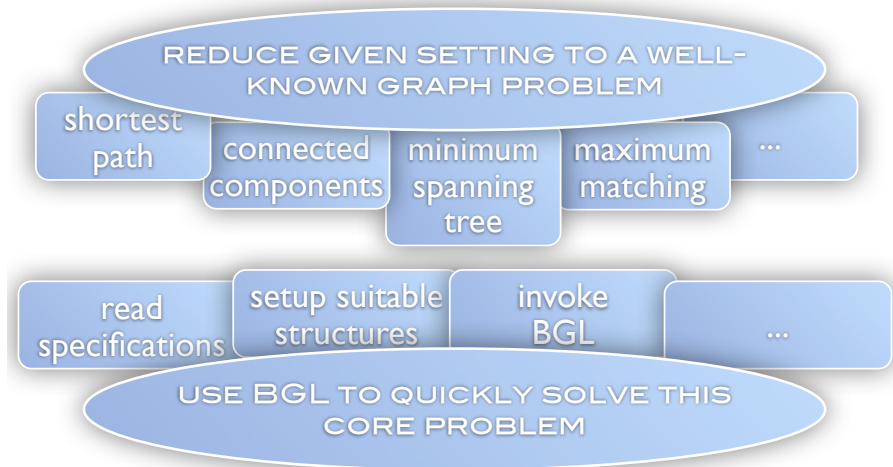 REDUCE GIVEN SETTING TO A WELL-
KNOWN GRAPH PROBLEM
shortest
path
connected
components
minimum
spanning
tree
maximum
matching
...
read
specifications
setup suitable
structures
invoke
BGL
...
USE BGL TO QUICKLY SOLVE THIS
CORE PROBLEM